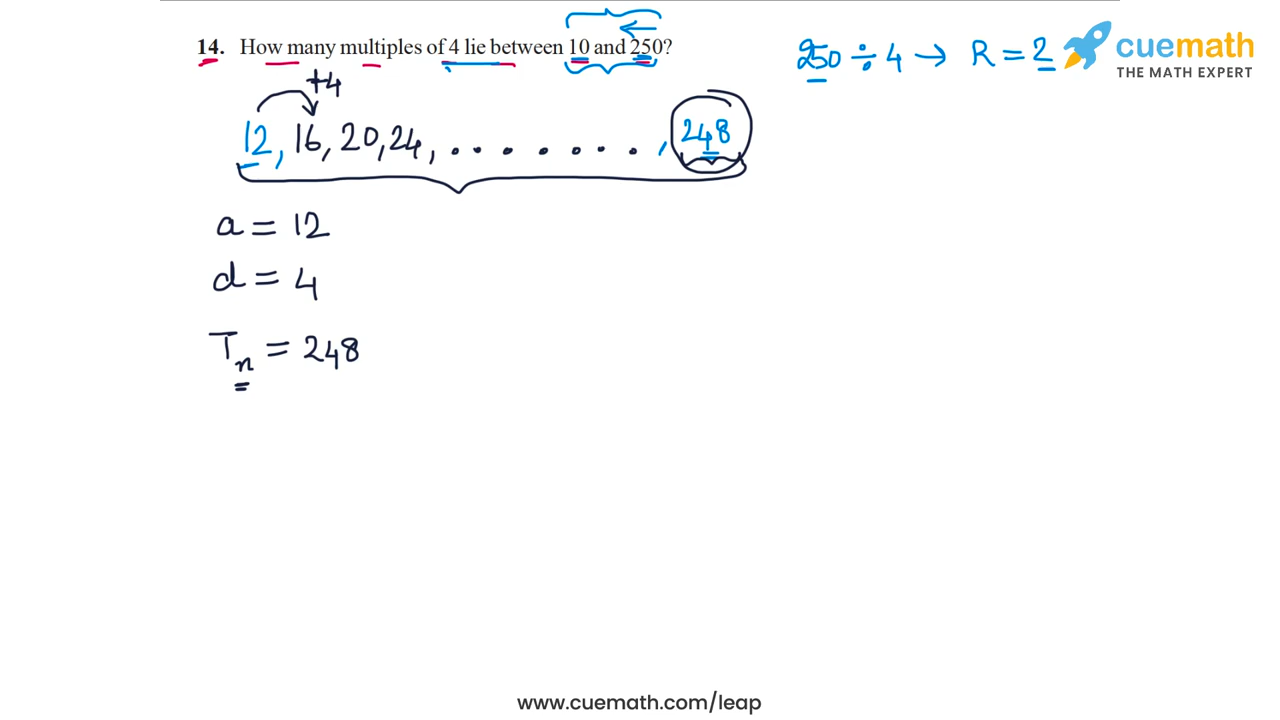 14. How many multiples of 4 lie between 10 and 250?
250 ÷ 4 → R = 2
cuemath
THE MATH EXPERT
+4
12, 16, 20, 24, . . . . . . . ., 248
a = 12
d = 4
Tn = 248
www.cuemath.com/leap